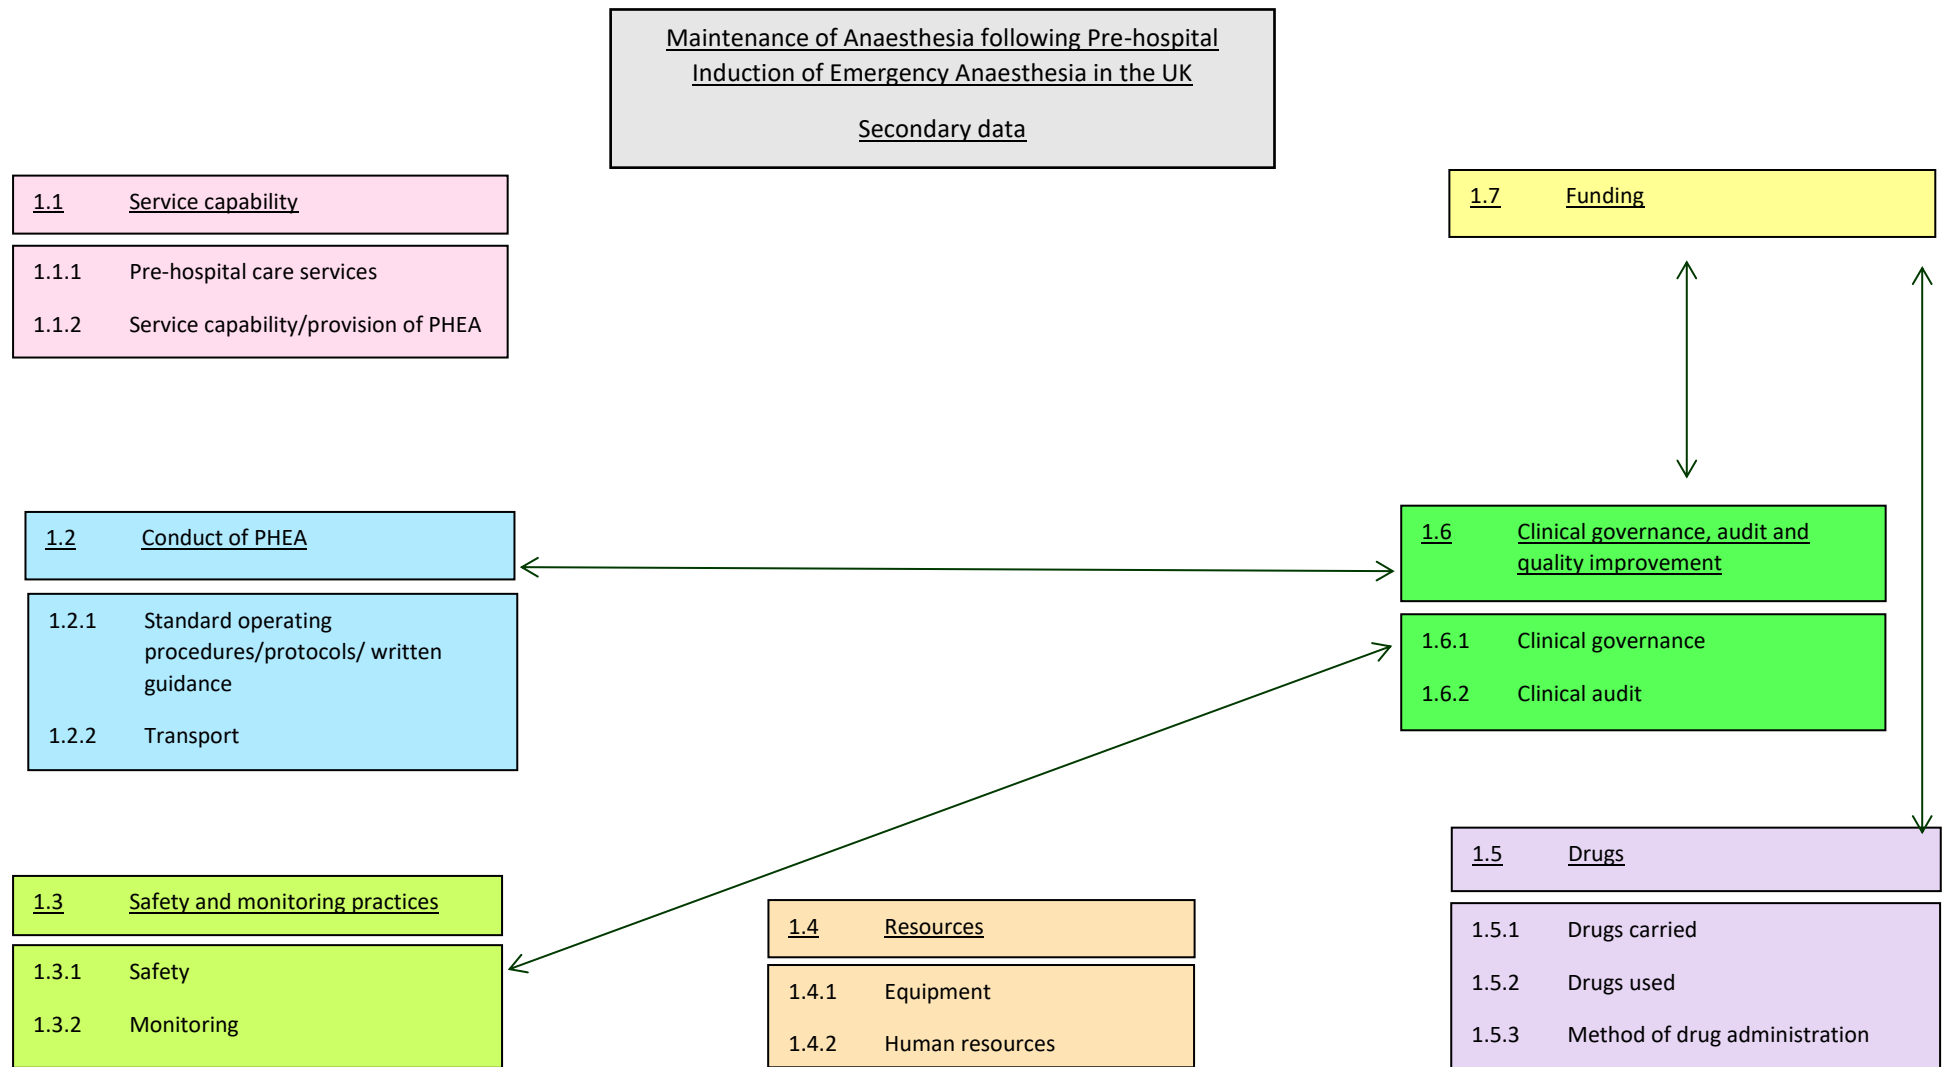 Maintenance of Anaesthesia following Pre-hospital
Induction of Emergency Anaesthesia in the UK
Secondary data
1.1 Service capability
1.1.1 Pre-hospital care services
1.1.2 Service capability/provision of PHEA
1.7 Funding
1.2 Conduct of PHEA
1.2.1 Standard operating
procedures/protocols/ written
guidance
1.2.2 Transport
1.6 Clinical governance, audit and
quality improvement
1.6.1 Clinical governance
1.6.2 Clinical audit
1.3 Safety and monitoring practices
1.3.1 Safety
1.3.2 Monitoring
1.4 Resources
1.4.1 Equipment
1.4.2 Human resources
1.5 Drugs
1.5.1 Drugs carried
1.5.2 Drugs used
1.5.3 Method of drug administration